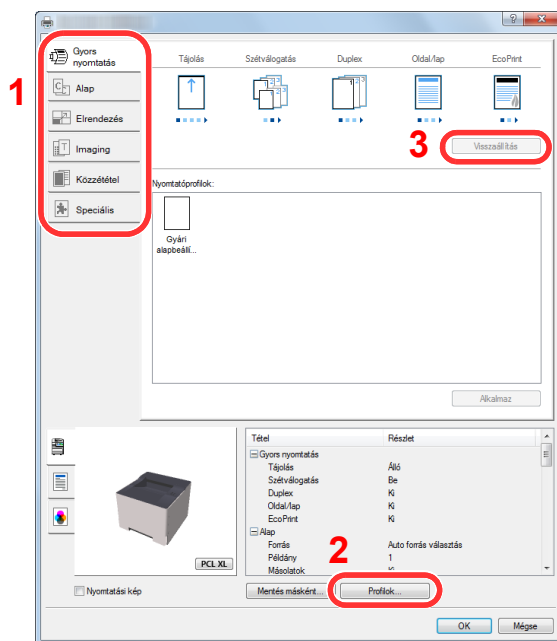 1
Gyors
nyomtatás
Alap
Elrendezés
Imaging
Közzététel
Speciális
Tájolás Szétválogatás Duplex Oldal/lap EcoPrint
3
Visszaállítás
Nyomtatóprofilok:
Gyári
alapbeállí...
Alkalmaz
PCL XL
Nyomtatási kép
Tétel Részlet
Gyors nyomtatás
Tájolás Álló
Szétválogatás Be
Duplex Ki
Oldal/lap Ki
EcoPrint Ki
Alap
Forrás Auto forrás választás
Példány 1
Másolatok Ki
2
Mentés másként... Profilok...
OK Mégse